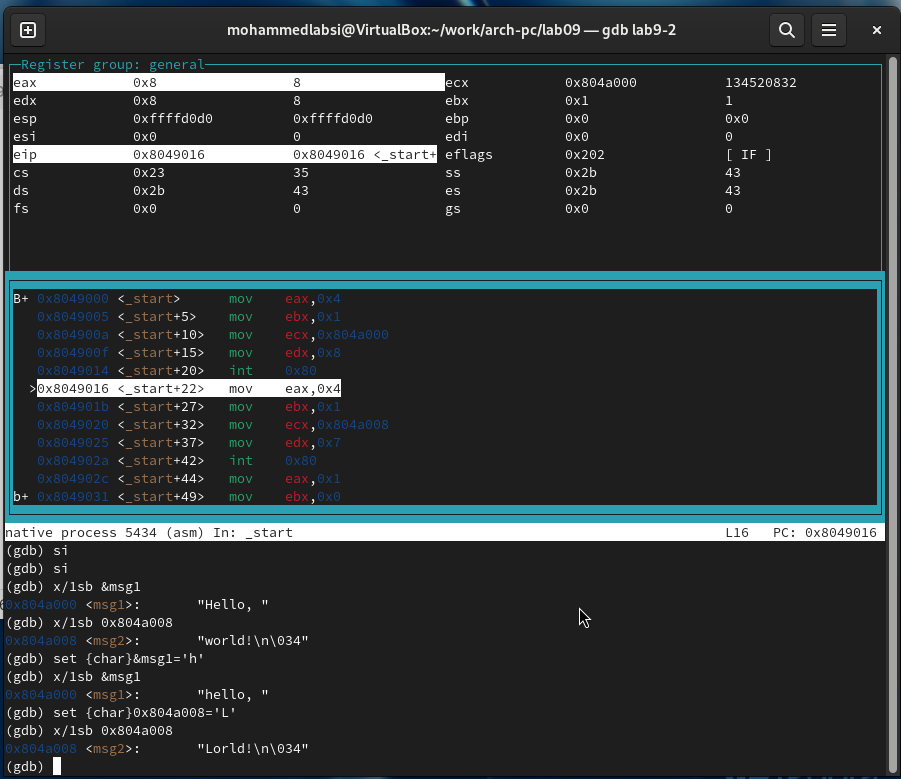 mohammedlabsi@VirtualBox:~/work/arch-pc/lab09 — gdb lab9-2
Register group: general
eax 0x8 8 ecx 0x804a000 134520832
edx 0x8 8 ebx 0x1 1
esp 0xffffd0d0 0xffffd0d0 ebp 0x0 0x0
esi 0x0 0 edi 0x0 0
eip 0x8049016 0x8049016 <_start+ eflags 0x202 [ IF ]
cs 0x23 35 ss 0x2b 43
ds 0x2b 43 es 0x2b 43
fs 0x0 0 gs 0x0 0
B+ 0x8049000 <_start> mov eax,0x4
0x8049005 <_start+5> mov ebx,0x1
0x804900a <_start+10> mov ecx,0x804a000
0x804900f <_start+15> mov edx,0x8
0x8049014 <_start+20> int 0x80
>0x8049016 <_start+22> mov eax,0x4
0x804901b <_start+27> mov ebx,0x1
0x8049020 <_start+32> mov ecx,0x804a008
0x8049025 <_start+37> mov edx,0x7
0x804902a <_start+42> int 0x80
0x804902c <_start+44> mov eax,0x1
b+ 0x8049031 <_start+49> mov ebx,0x0
native process 5434 (asm) In: _start L16 PC: 0x8049016
(gdb) si
(gdb) si
(gdb) x/1sb &msg1
0x804a000 <msg1>: "Hello, "
(gdb) x/1sb 0x804a008
0x804a008 <msg2>: "world!\n\034"
(gdb) set {char}&msg1='h'
(gdb) x/1sb &msg1
0x804a000 <msg1>: "hello, "
(gdb) set {char}0x804a008='L'
(gdb) x/1sb 0x804a008
0x804a008 <msg2>: "Lorld!\n\034"
(gdb)